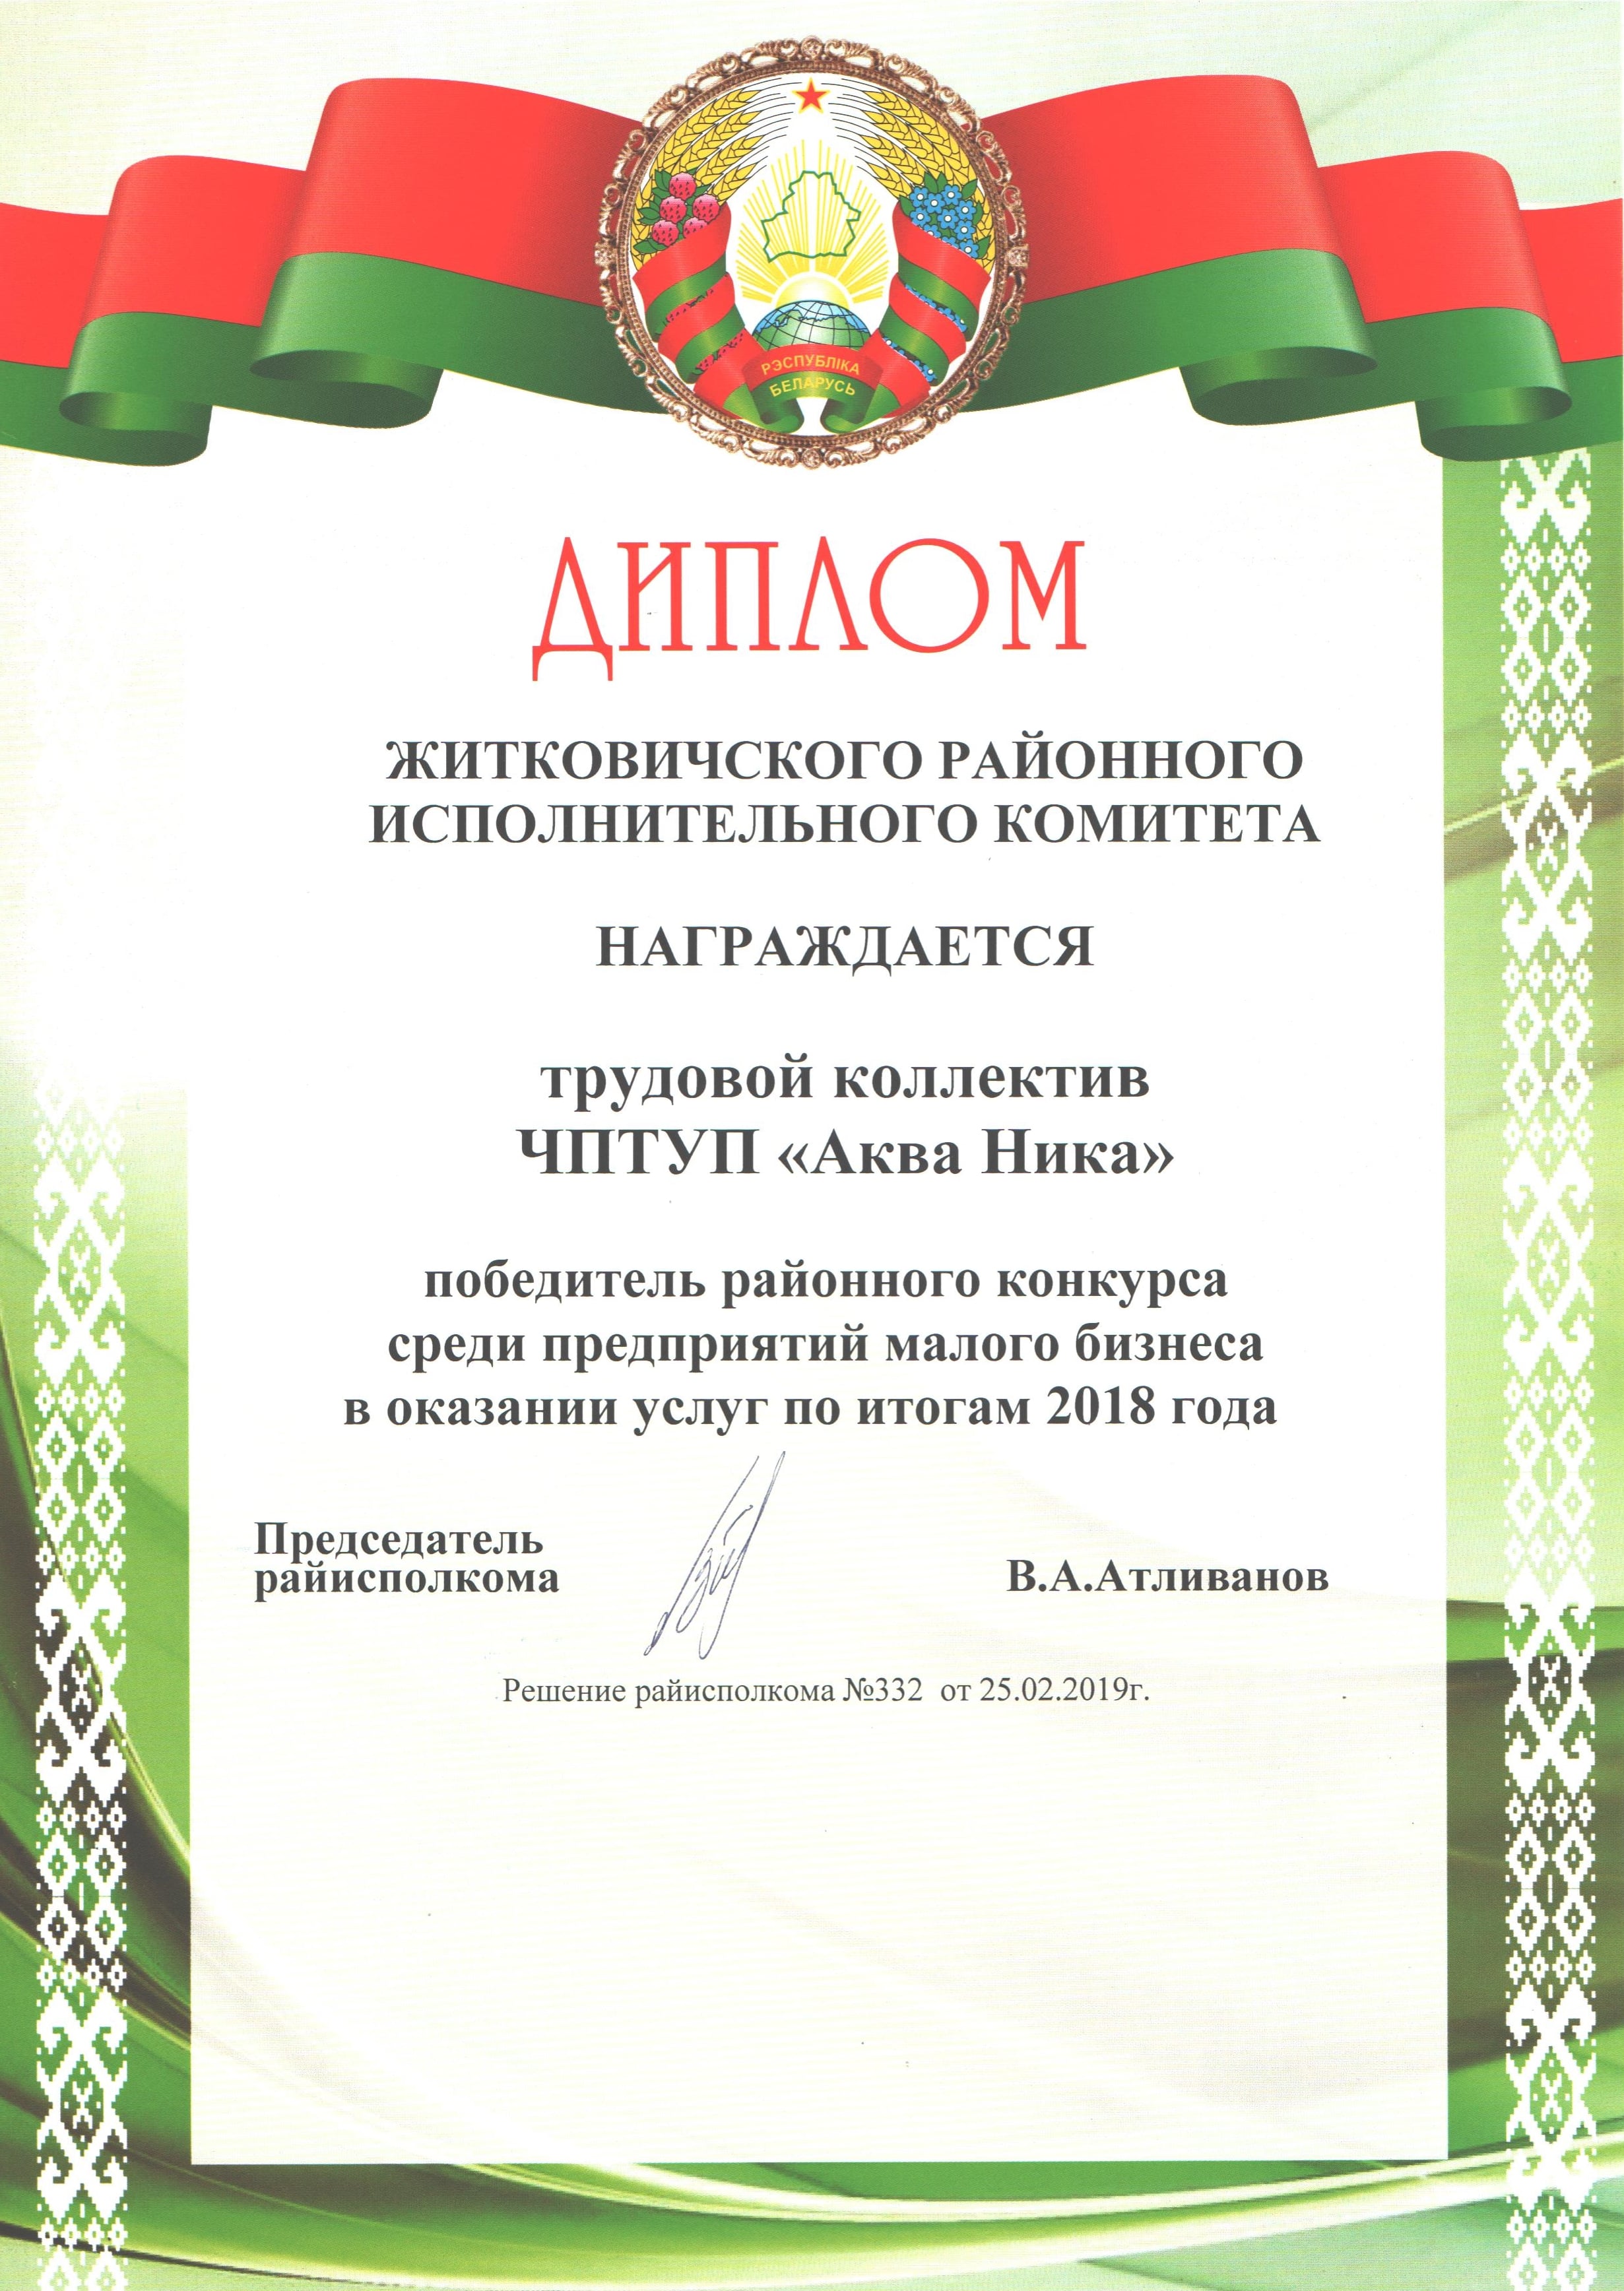 РЭСПУБЛІКА
БЕЛАРУСЬ
ДИПЛОМ
ЖИТКОВИЧСКОГО РАЙОННОГО
ИСПОЛНИТЕЛЬНОГО КОМИТЕТА
НАГРАЖДАЕТСЯ
трудовой коллектив
ЧПТУП «Аква Ника»
победитель районного конкурса
среди предприятий малого бизнеса
в оказании услуг по итогам 2018 года
Председатель
райисполкома
В.А.Атливанов
Решение райисполкома №332 от 25.02.2019г.